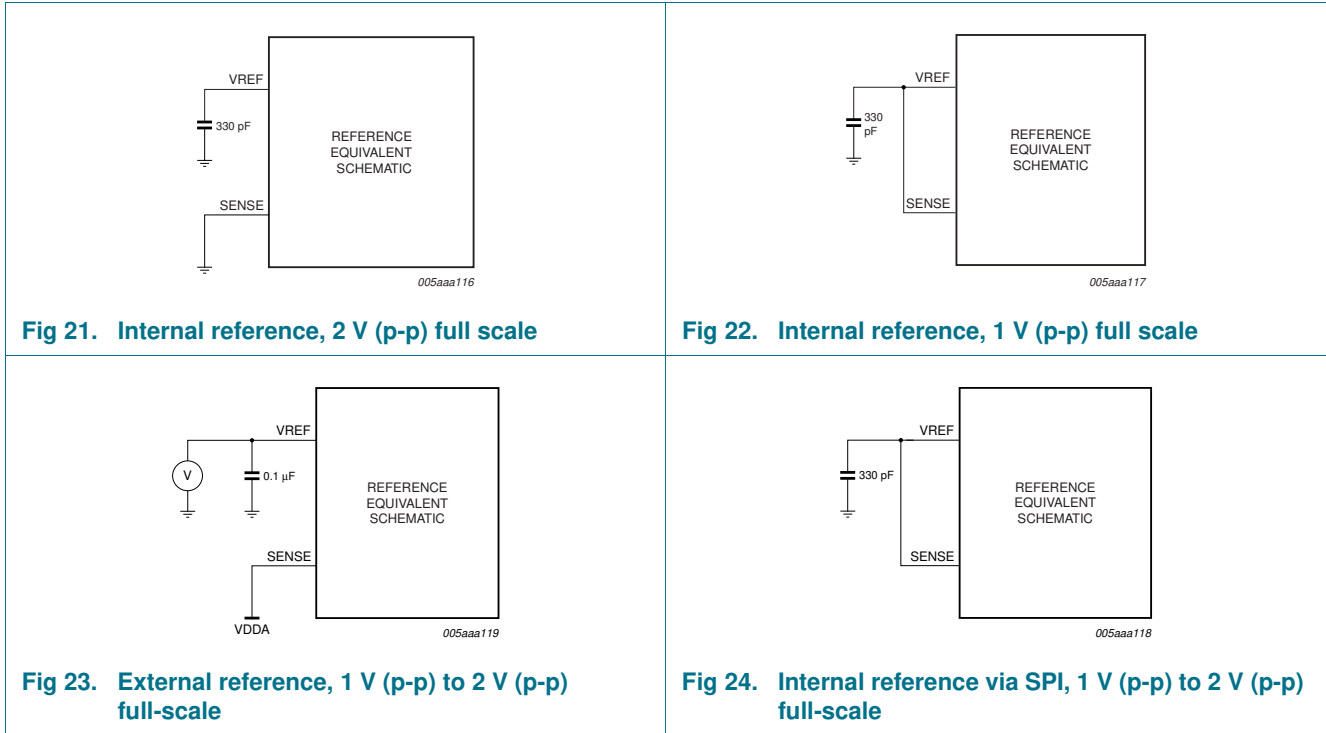 VREF
330 pF
REFERENCE
EQUIVALENT
SCHEMATIC
SENSE
005aaa116
Fig 21. Internal reference, 2 V (p-p) full scale
VREF
330
pF
REFERENCE
EQUIVALENT
SCHEMATIC
SENSE
005aaa117
Fig 22. Internal reference, 1 V (p-p) full scale
VREF
V
0.1 μF
REFERENCE
EQUIVALENT
SCHEMATIC
SENSE
VDDA
005aaa119
Fig 23. External reference, 1 V (p-p) to 2 V (p-p)
full-scale
VREF
330 pF
REFERENCE
EQUIVALENT
SCHEMATIC
SENSE
005aaa118
Fig 24. Internal reference via SPI, 1 V (p-p) to 2 V (p-p)
full-scale